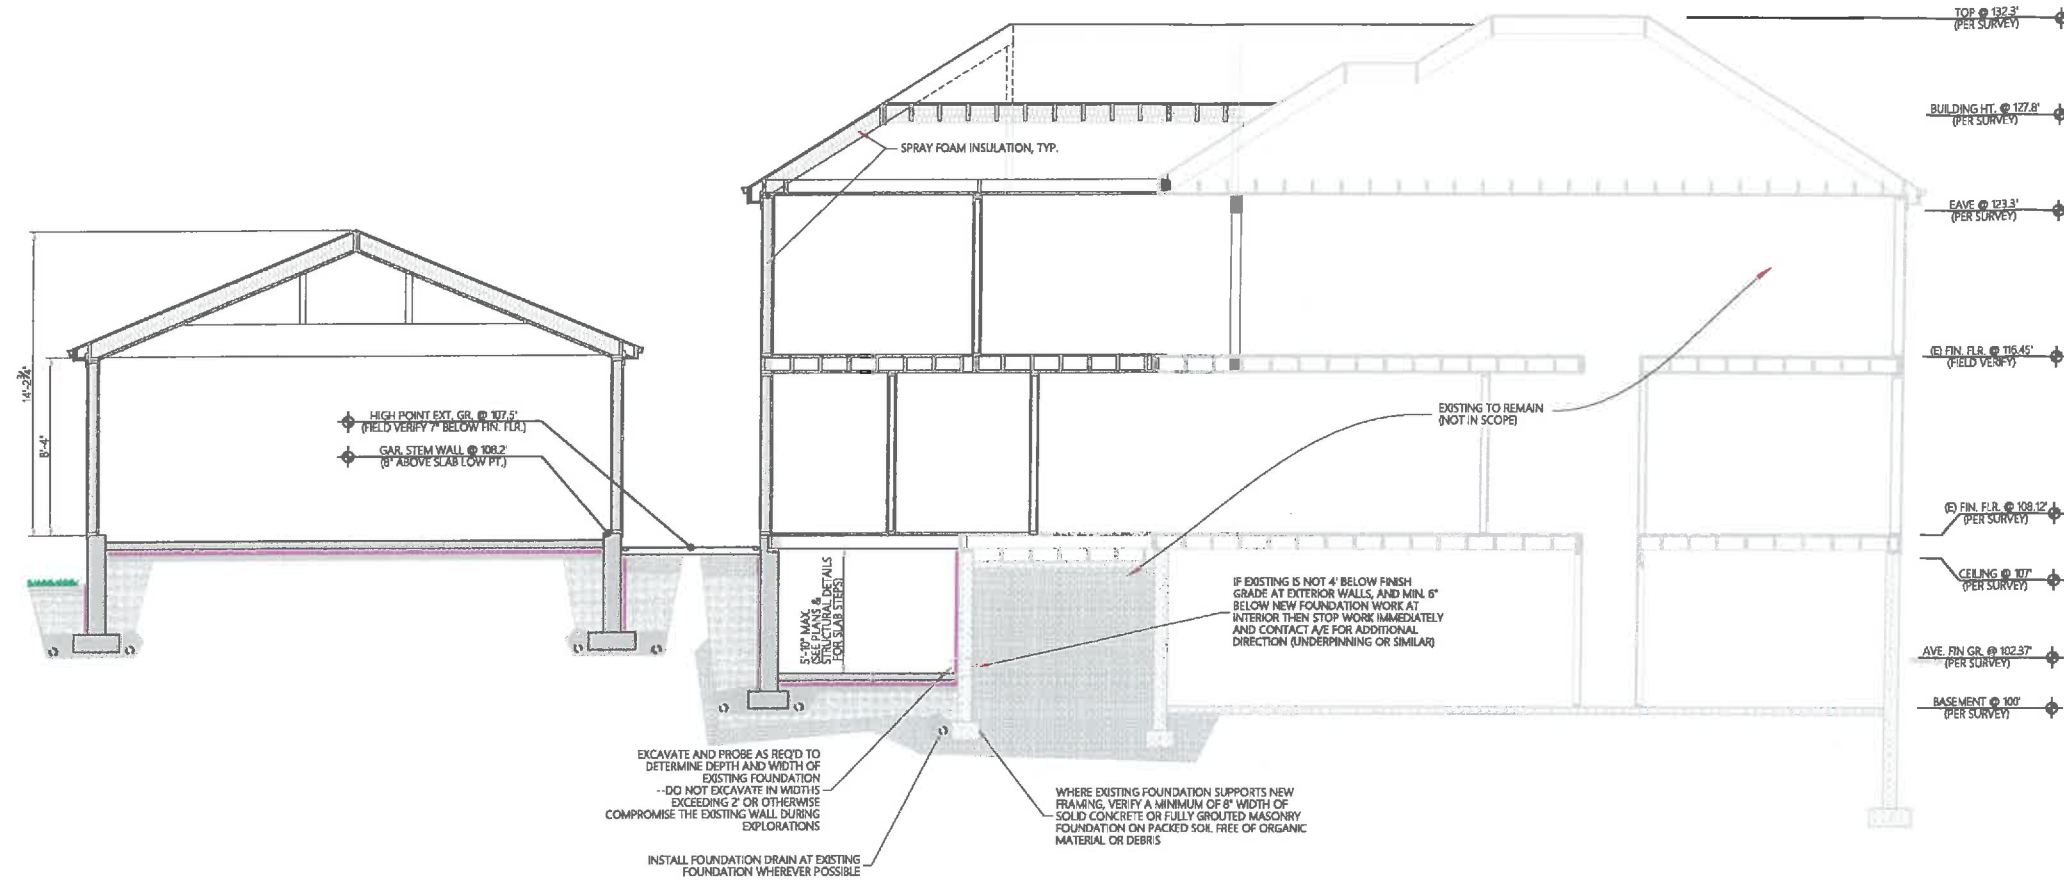 TOP @ 132.3'
(PER SURVEY)
BUILDING HT. @ 127.8'
(PER SURVEY)
SPRAY FOAM INSULATION, TYP.
EAVE @ 123.3'
(PER SURVEY)
(E) FIN. FLR. @ 116.45'
(FIELD VERIFY)
14'-2¾"
8'-4"
HIGH POINT EXT. GR. @ 107.5'
(FIELD VERIFY 7" BELOW FIN. FLR.)
GAR. STEM WALL @ 108.2'
(8" ABOVE SLAB LOW PT.)
EXISTING TO REMAIN
(NOT IN SCOPE)
(E) FIN. FLR. @ 108.12'
(PER SURVEY)
CEILING @ 107'
(PER SURVEY)
5'-10" MAX.
(SEE PLANS &
STRUCTURAL DETAILS
FOR SLAB STEPS)
IF EXISTING IS NOT 4' BELOW FINISH
GRADE AT EXTERIOR WALLS, AND MIN. 6"
BELOW NEW FOUNDATION WORK AT
INTERIOR THEN STOP WORK IMMEDIATELY
AND CONTACT A/E FOR ADDITIONAL
DIRECTION (UNDERPINNING OR SIMILAR)
AVE. FIN GR. @ 102.37'
(PER SURVEY)
BASEMENT @ 100'
(PER SURVEY)
EXCAVATE AND PROBE AS REQ'D TO
DETERMINE DEPTH AND WIDTH OF
EXISTING FOUNDATION
--DO NOT EXCAVATE IN WIDTHS
EXCEEDING 2' OR OTHERWISE
COMPROMISE THE EXISTING WALL DURING
EXPLORATIONS
WHERE EXISTING FOUNDATION SUPPORTS NEW
FRAMING, VERIFY A MINIMUM OF 8" WIDTH OF
SOLID CONCRETE OR FULLY GROUTED MASONRY
FOUNDATION ON PACKED SOIL FREE OF ORGANIC
MATERIAL OR DEBRIS
INSTALL FOUNDATION DRAIN AT EXISTING
FOUNDATION WHEREVER POSSIBLE